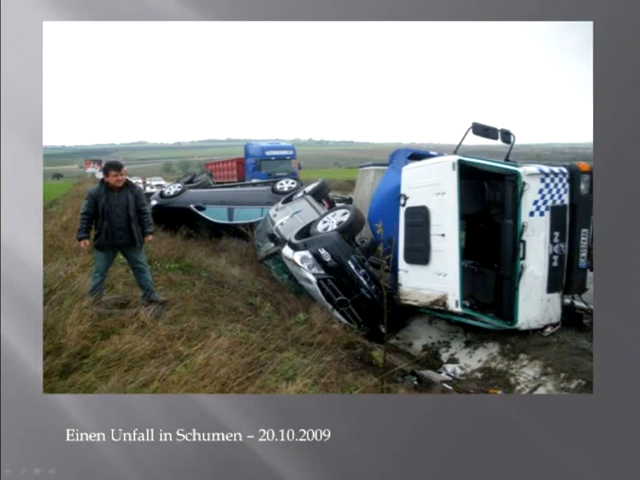 MAN
Einen Unfall in Schumen – 20.10.2009